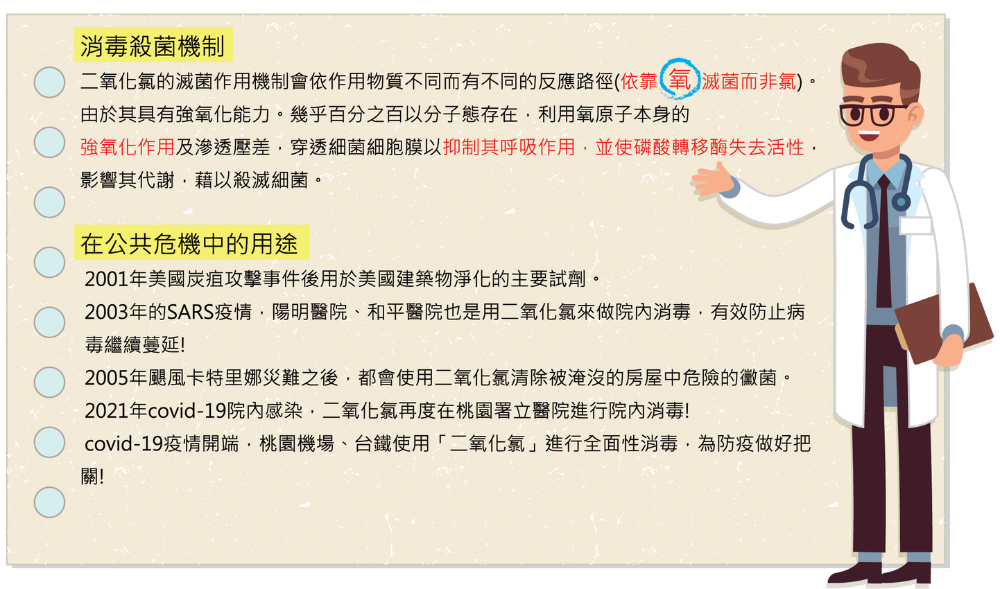 消毒殺菌機制
二氧化氯的滅菌作用機制會依作用物質不同而有不同的反應路徑(依靠 氧 滅菌而非氯)。
由於其具有強氧化能力。幾乎百分之百以分子態存在，利用氧原子本身的
強氧化作用及滲透壓差，穿透細菌細胞膜以抑制其呼吸作用，並使磷酸轉移酶失去活性，
影響其代謝，藉以殺滅細菌。
在公共危機中的用途
2001年美國炭疽攻擊事件後用於美國建築物淨化的主要試劑。
2003年的SARS疫情，陽明醫院、和平醫院也是用二氧化氯來做院內消毒，有效防止病
毒繼續蔓延!
2005年颶風卡特里娜災難之後，都會使用二氧化氯清除被淹沒的房屋中危險的黴菌。
2021年covid-19院內感染，二氧化氯再度在桃園署立醫院進行院內消毒!
covid-19疫情開端，桃園機場、台鐵使用「二氧化氯」進行全面性消毒，為防疫做好把
關!